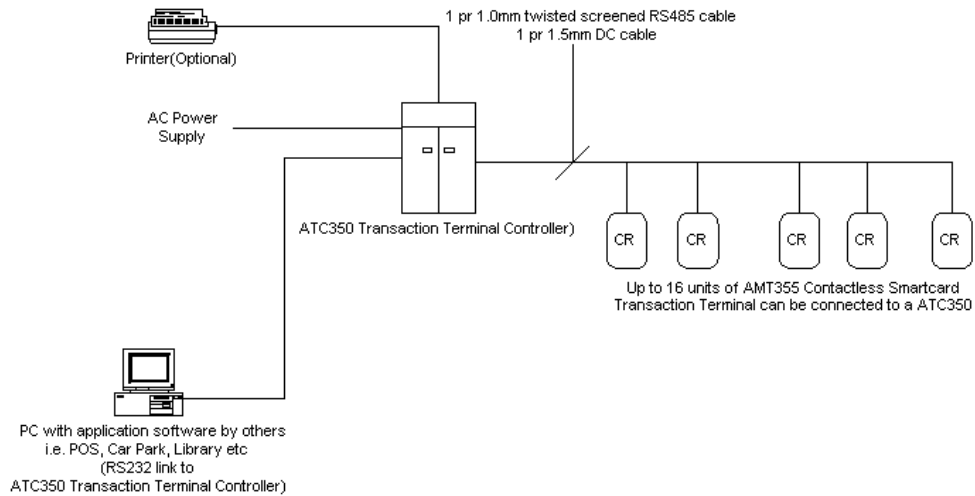 1 pr 1.0mm twisted screened RS485 cable
1 pr 1.5mm DC cable
Printer(Optional)
AC Power
Supply
ATC350 Transaction Terminal Controller)
CR
CR
CR
CR
CR
Up to 16 units of AMT355 Contactless Smartcard
Transaction Terminal can be connected to a ATC350
PC with application software by others
i.e. POS, Car Park, Library etc
(RS232 link to
ATC350 Transaction Terminal Controller)